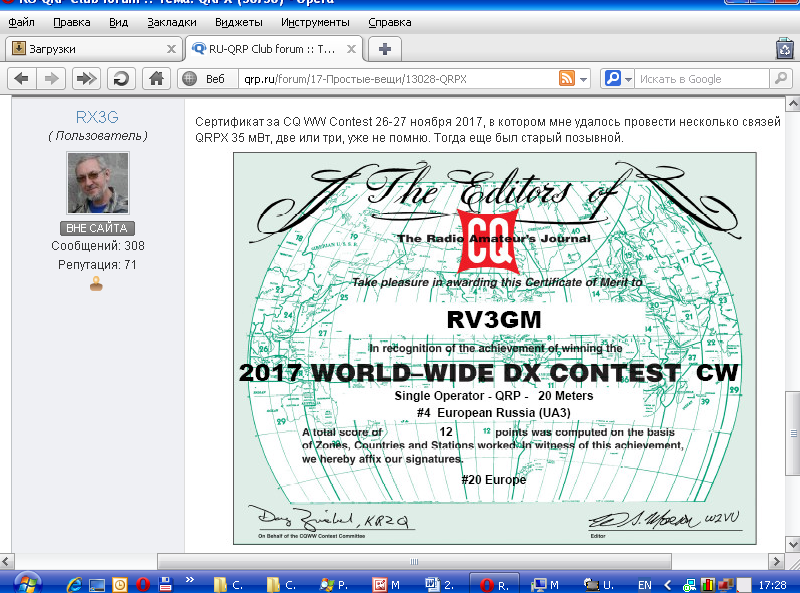 RU-QRP Club forum :: Тема: QRPX (30/30) - Opera
Файл Правка Вид Закладки Виджеты Инструменты Справка
Загрузки RU-QRP Club forum :: Т...
Веб qrp.ru/forum/17-Простые-вещи/13028-QRPX Искать в Google
RX3G
( Пользователь )
ВНЕ САЙТА
Сообщений: 308
Репутация: 71
Сертификат за CQ WW Contest 26-27 ноября 2017, в котором мне удалось провести несколько связей
QRPX 35 мВт, две или три, уже не помню. Тогда еще был старый позывной.
The Editors of
CQ
The Radio Amateur's Journal
Take pleasure in awarding this Certificate of Merit to
RV3GM
In recognition of the achievement of winning the
2017 WORLD–WIDE DX CONTEST CW
Single Operator - QRP - 20 Meters
#4 European Russia (UA3)
A total score of 12 points was computed on the basis
of Zones, Countries and Stations worked. In witness of this achievement,
we hereby affix our signatures.
#20 Europe
KR2Q
W2VU
On Behalf of the CQWW Contest Committee
Editor
» С. С. Р. М 2. R. М U. EN 17:28